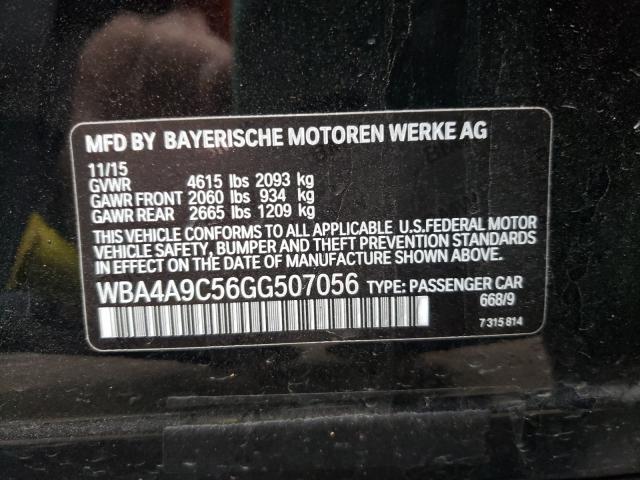 MFD BY BAYERISCHE MOTOREN WERKE AG
11/15
GVWR 4615 lbs 2093 kg
GAWR FRONT 2060 lbs 934 kg
GAWR REAR 2665 lbs 1209 kg
THIS VEHICLE CONFORMS TO ALL APPLICABLE U.S.FEDERAL MOTOR
VEHICLE SAFETY, BUMPER AND THEFT PREVENTION STANDARDS
IN EFFECT ON THE DATE OF MANUFACTURE SHOWN ABOVE.
WBA4A9C56GG507056 TYPE: PASSENGER CAR
668/9
7 315 814